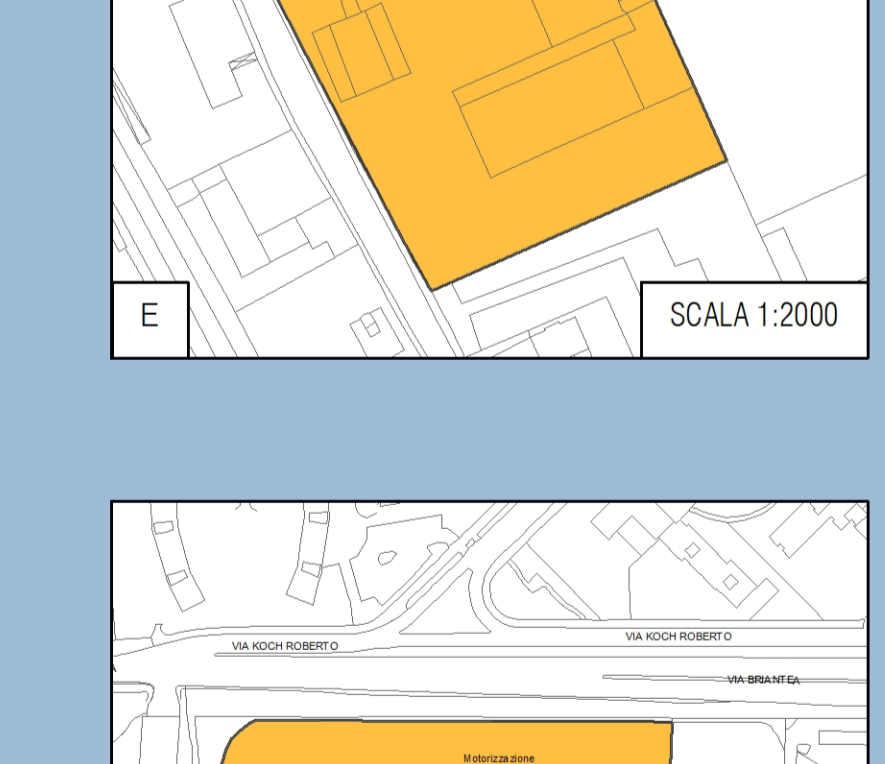 E
SCALA 1:2000
VIA KOCH ROBERTO
VIA KOCH ROBERTO
VIA BRIANTEA
Motorizzazione